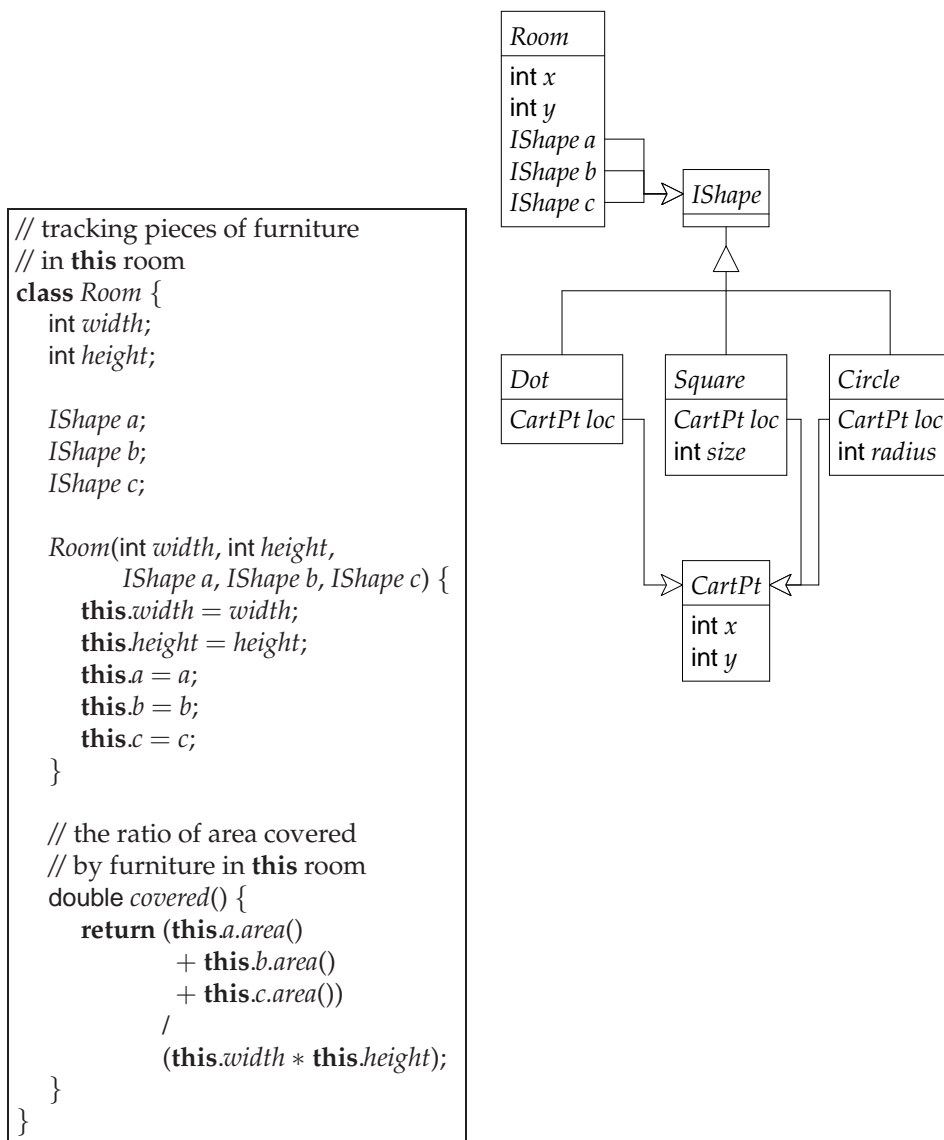 // tracking pieces of furniture
// in this room
class Room {
int width;
int height;
IShape a;
IShape b;
IShape c;
Room(int width, int height,
IShape a, IShape b, IShape c) {
this.width = width;
this.height = height;
this.a = a;
this.b = b;
this.c = c;
}
// the ratio of area covered
// by furniture in this room
double covered() {
return (this.a.area()
+ this.b.area()
+ this.c.area())
/
(this.width * this.height);
}
}
Room
int x
int y
IShape a
IShape b
IShape c
IShape
Dot
CartPt loc
Square
CartPt loc
int size
Circle
CartPt loc
int radius
CartPt
int x
int y